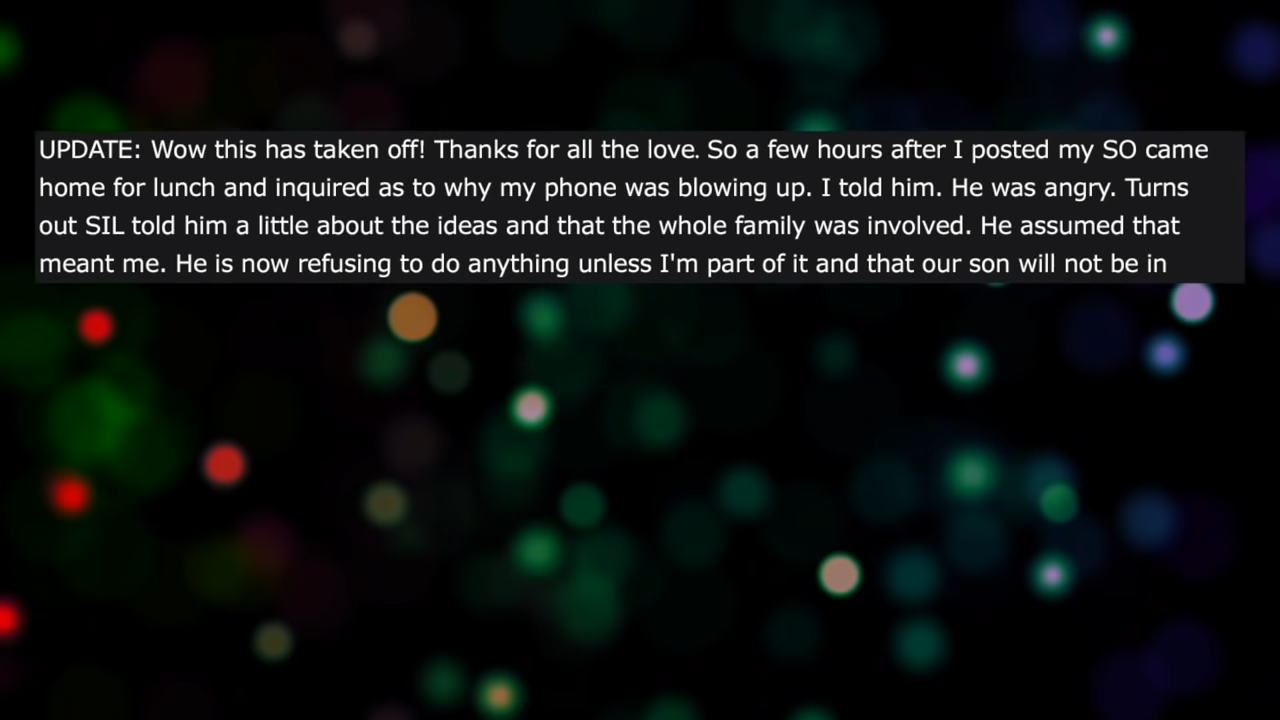 UPDATE: Wow this has taken off! Thanks for all the love. So a few hours after I posted my SO came
home for lunch and inquired as to why my phone was blowing up. I told him. He was angry. Turns
out SIL told him a little about the ideas and that the whole family was involved. He assumed that
meant me. He is now refusing to do anything unless I'm part of it and that our son will not be in